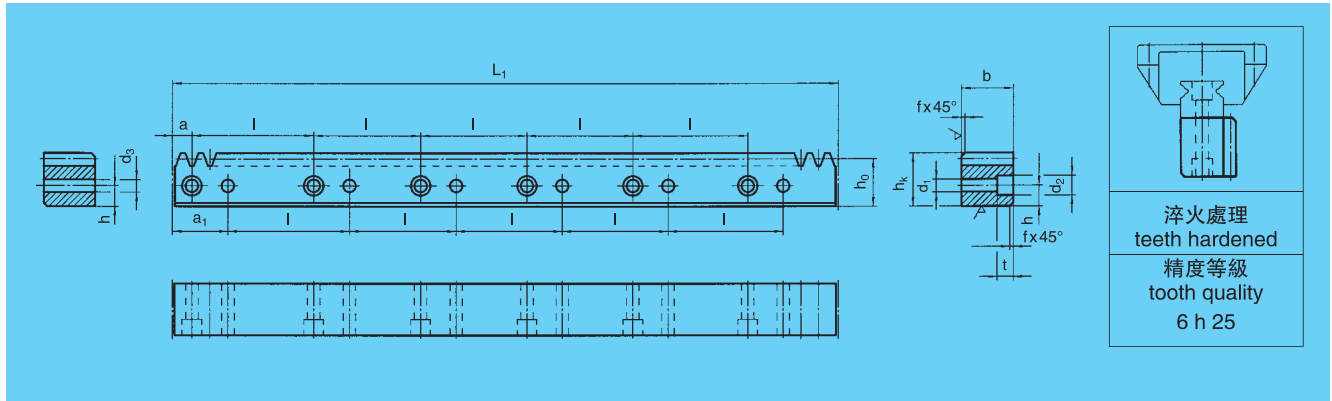 L1
a l l l l l
d3
h
h0
a1 l l l l l
b
f x 45°
hk
d1
d2
h
f x 45°
t
淬火處理
teeth hardened
精度等級
tooth quality
6 h 25